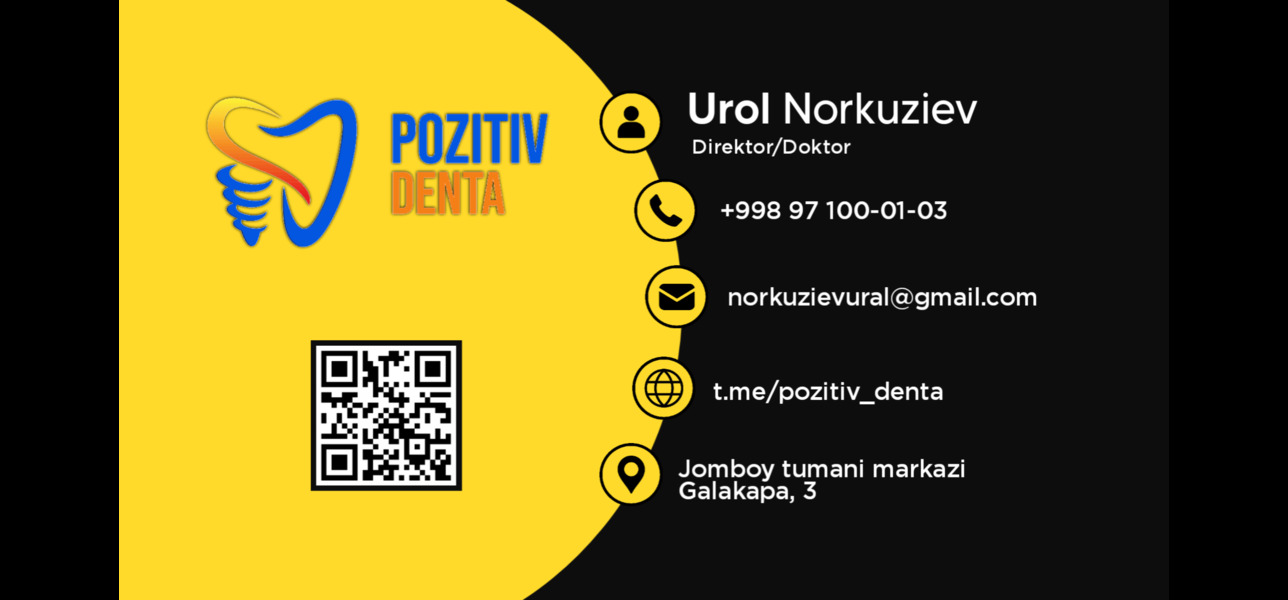 POZITIV
DENTA
Urol Norkuziev
Direktor/Doktor
+998 97 100-01-03
norkuzievural@gmail.com
t.me/pozitiv_denta
Jomboy tumani markazi
Galakapa, 3